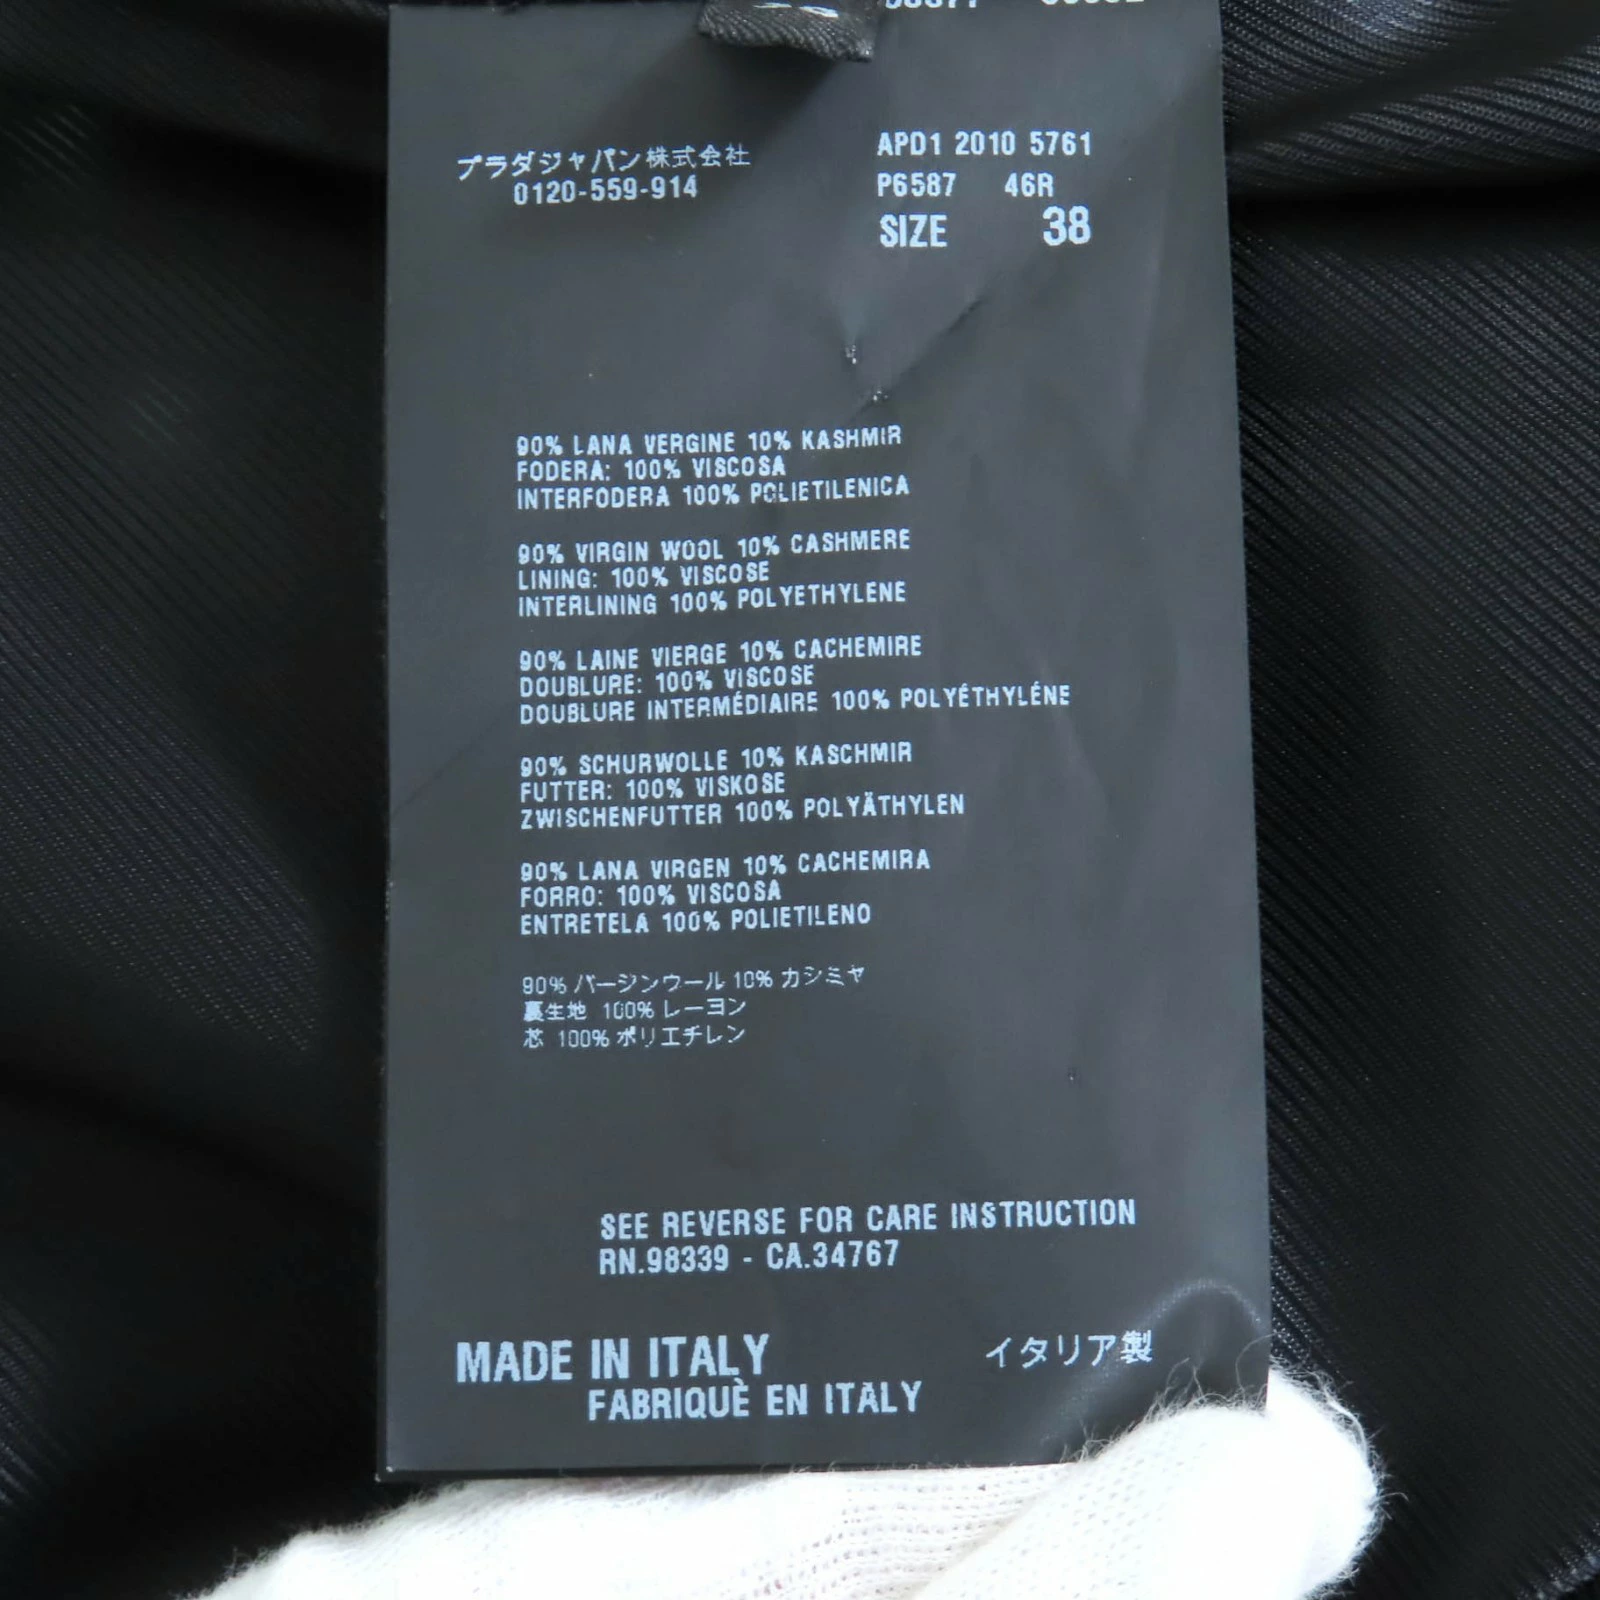 プラダジャパン株式会社
0120-559-914
APD1 2010 5761
P6587 46R
SIZE 38
90% LANA VERGINE 10% KASHMIR
FODERA: 100% VISCOSA
INTERFODERA 100% POLIETILENICA
90% VIRGIN WOOL 10% CASHMERE
LINING: 100% VISCOSE
INTERLINING 100% POLYETHYLENE
90% LAINE VIERGE 10% CACHEMIRE
DOUBLURE: 100% VISCOSE
DOUBLURE INTERMÉDIAIRE 100% POLYÉTHYLÉNE
90% SCHURWOLLE 10% KASCHMIR
FUTTER: 100% VISKOSE
ZWISCHENFUTTER 100% POLYÄTHYLEN
90% LANA VIRGEN 10% CACHEMIRA
FORRO: 100% VISCOSA
ENTRETELA 100% POLIETILENO
90% バージンウール 10% カシミヤ
裏生地 100% レーヨン
芯 100% ポリエチレン
SEE REVERSE FOR CARE INSTRUCTION
RN.98339 - CA.34767
MADE IN ITALY イタリア製
FABRIQUÈ EN ITALY